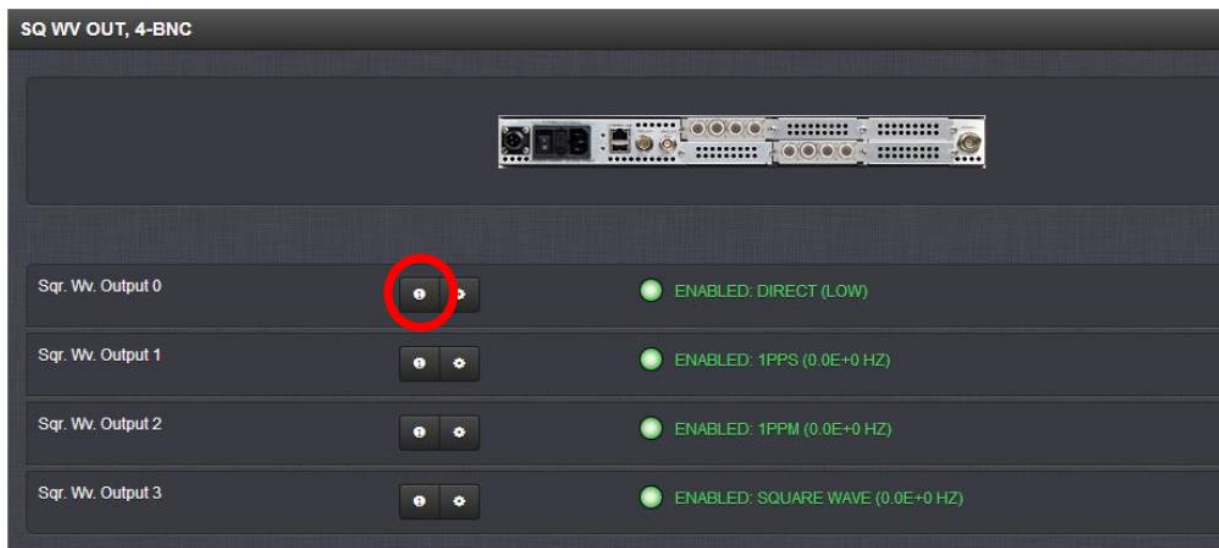 SQ WV OUT, 4-BNC
Sqr. Wv. Output 0 ENABLED: DIRECT (LOW)
Sqr. Wv. Output 1 ENABLED: 1PPS (0.0E+0 HZ)
Sqr. Wv. Output 2 ENABLED: 1PPM (0.0E+0 HZ)
Sqr. Wv. Output 3 ENABLED: SQUARE WAVE (0.0E+0 HZ)